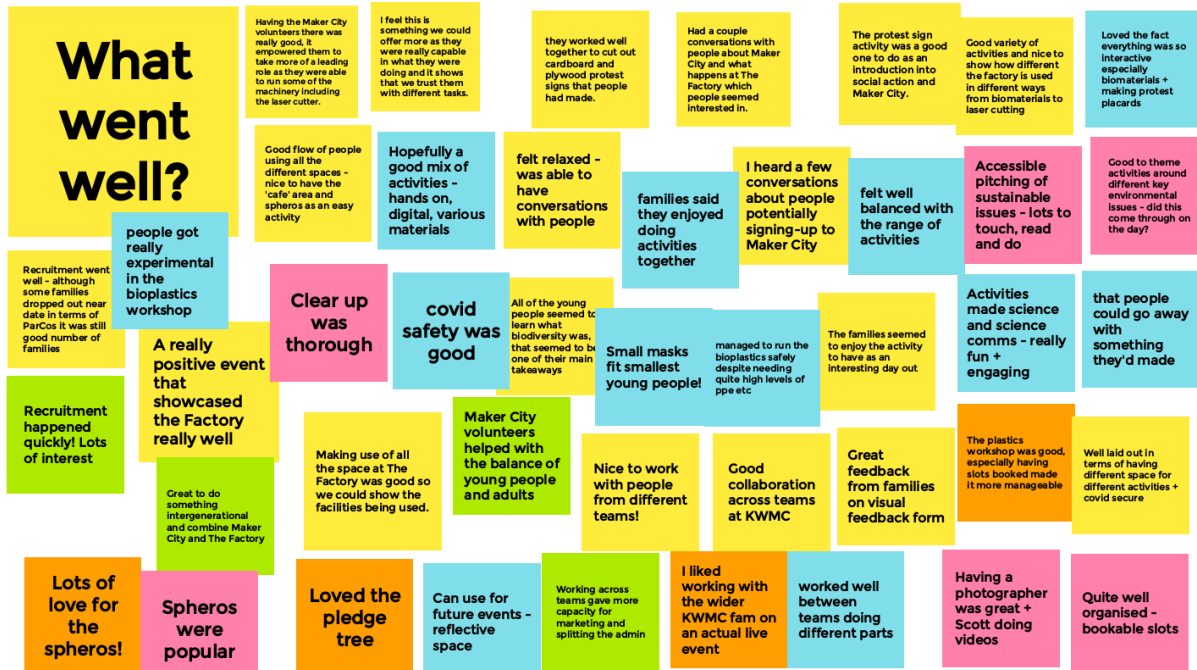 What
went
well?
Having the Maker City
volunteers there was
really good, it
empowered them to
take more of a leading
role as they were able
to run some of the
machinery including
the laser cutter.
I feel this is
something we could
offer more as they
were really capable
in what they were
doing and it shows
that we trust them
with different tasks.
they worked well
together to cut out
cardboard and
plywood protest
signs that people
had made.
Had a couple
conversations with
people about Maker
City and what
happens at The
Factory which
people seemed
interested in.
The protest sign
activity was a good
one to do as an
introduction into
social action and
Maker City.
Good variety of
activities and nice to
show how different
the factory is used
in different ways
from biomaterials to
laser cutting
Loved the fact
everything was so
interactive
especially
biomaterials +
making protest
placards
Good flow of people
using all the
different spaces -
nice to have the
'cafe' area and
spheros as an easy
activity
Hopefully a
good mix of
activities -
hands on,
digital, various
materials
felt relaxed -
was able to
have
conversations
with people
families said
they enjoyed
doing
activities
together
I heard a few
conversations
about people
potentially
signing-up to
Maker City
felt well
balanced with
the range of
activities
Accessible
pitching of
sustainable
issues - lots to
touch, read
and do
Good to theme
activities around
different key
environmental
issues - did this
come through on
the day?
Recruitment went
well - although
some families
dropped out near
date in terms of
ParCos it was still
good number of
families
people got
really
experimental
in the
bioplastics
workshop
A really
positive event
that
showcased
the Factory
really well
Clear up
was
thorough
covid
safety was
good
All of the young
people seemed to
learn what
biodiversity was,
that seemed to be
one of their main
takeaways
Small masks
fit smallest
young people!
managed to run the
bioplastics safely
despite needing
quite high levels of
ppe etc
The families seemed
to enjoy the activity
to have as an
interesting day out
Activities
made science
and science
comms - really
fun +
engaging
that people
could go away
with
something
they'd made
Recruitment
happened
quickly! Lots
of interest
Great to do
something
intergenerational
and combine Maker
City and The Factory
Making use of all
the space at The
Factory was good so
we could show the
facilities being used.
Maker City
volunteers
helped with
the balance of
young people
and adults
Nice to work
with people
from different
teams!
Good
collaboration
across teams
at KWMC
Great
feedback
from families
on visual
feedback form
The plastics
workshop was good,
especially having
slots booked made
it more manageable
Well laid out in
terms of having
different space for
different activities +
covid secure
Lots of
love for
the
spheros!
Spheros
were
popular
Loved the
pledge
tree
Can use for
future events -
reflective
space
Working across
teams gave more
capacity for
marketing and
splitting the admin
I liked
working with
the wider
KWMC fam on
an actual live
event
worked well
between
teams doing
different parts
Having a
photographer
was great +
Scott doing
videos
Quite well
organised -
bookable slots